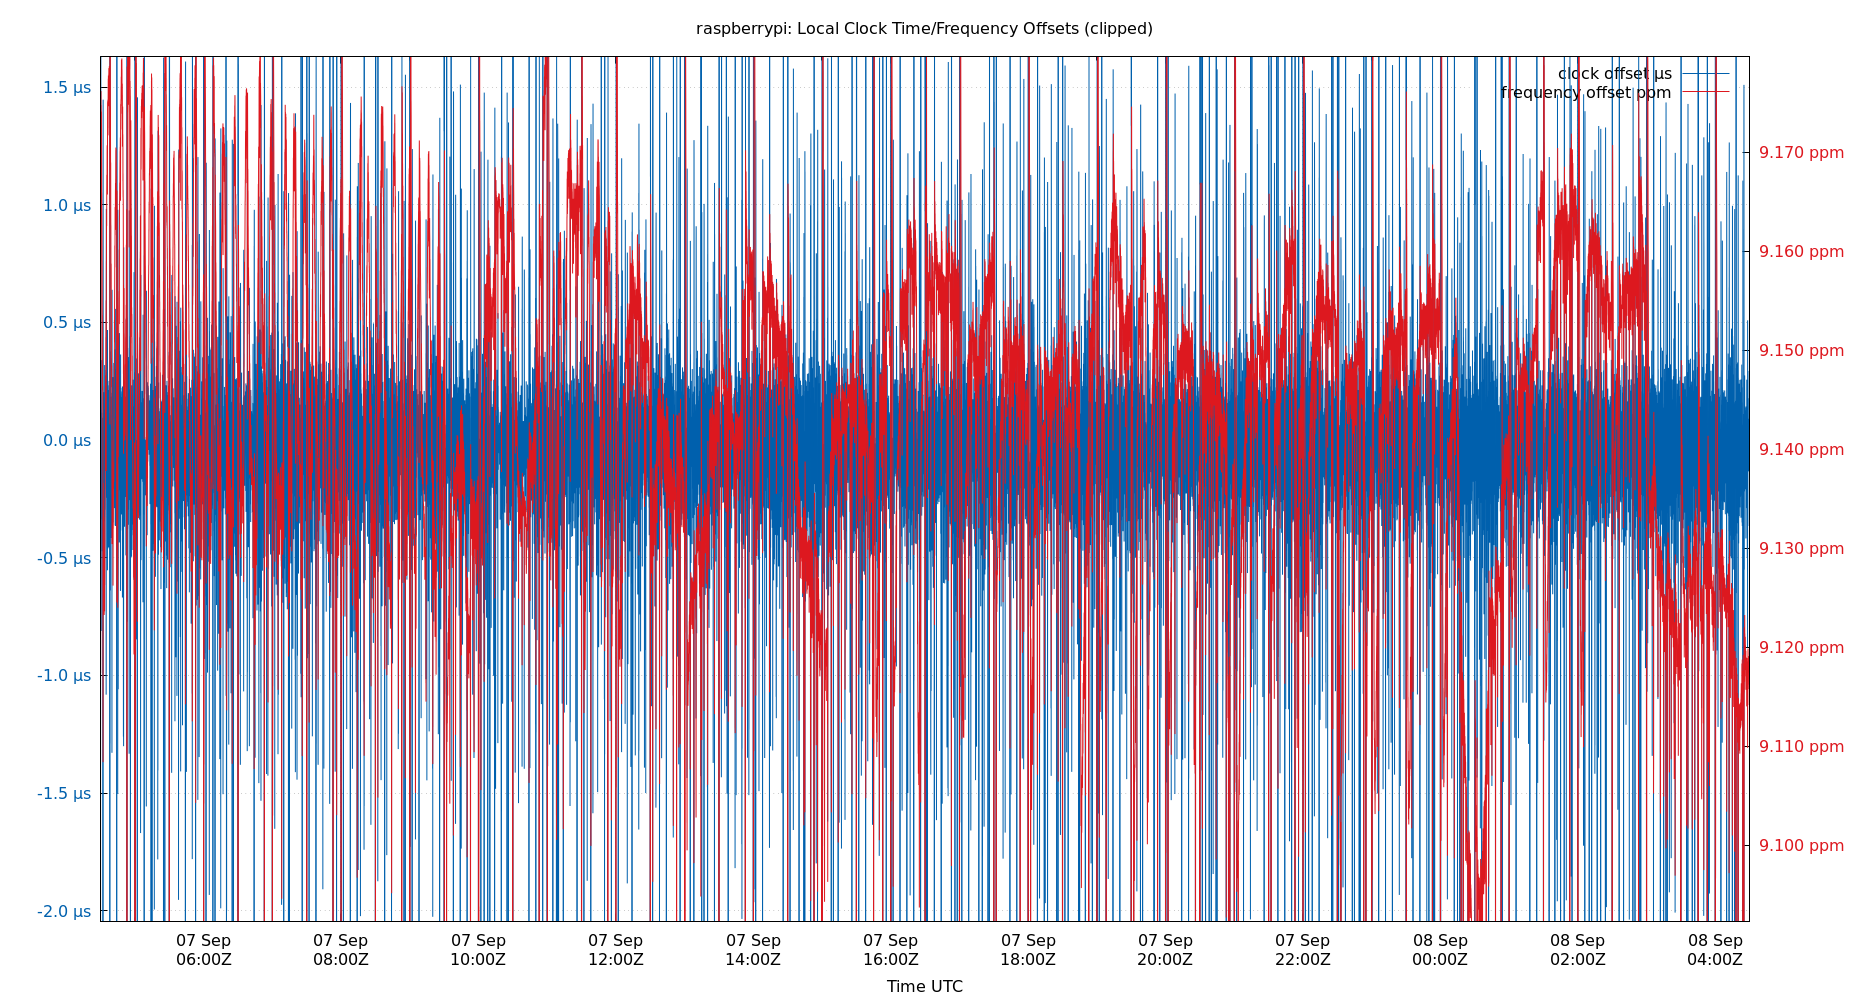 raspberrypi: Local Clock Time/Frequency Offsets (clipped)
clock offset µs
frequency offset ppm
1.5 µs
1.0 µs
0.5 µs
0.0 µs
-0.5 µs
-1.0 µs
-1.5 µs
-2.0 µs
9.170 ppm
9.160 ppm
9.150 ppm
9.140 ppm
9.130 ppm
9.120 ppm
9.110 ppm
9.100 ppm
07 Sep 07 Sep 07 Sep 07 Sep 07 Sep 07 Sep 07 Sep 07 Sep 07 Sep 08 Sep 08 Sep 08 Sep
06:00Z 08:00Z 10:00Z 12:00Z 14:00Z 16:00Z 18:00Z 20:00Z 22:00Z 00:00Z 02:00Z 04:00Z
Time UTC